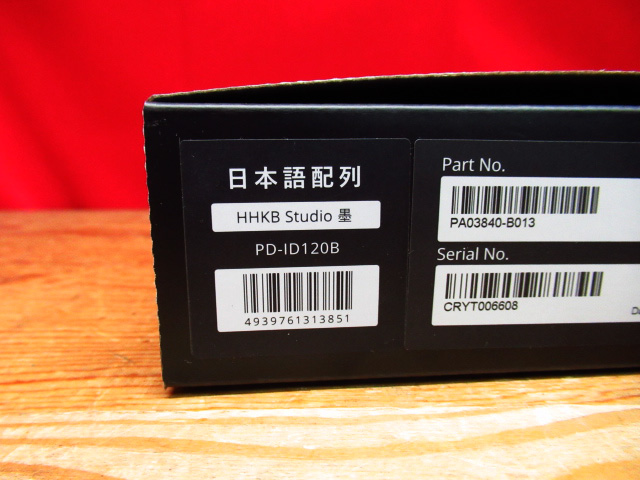 日本語配列
HHKB Studio 墨
PD-ID120B
4939761313851
Part No.
PA03840-B013
Serial No.
CRYT006608